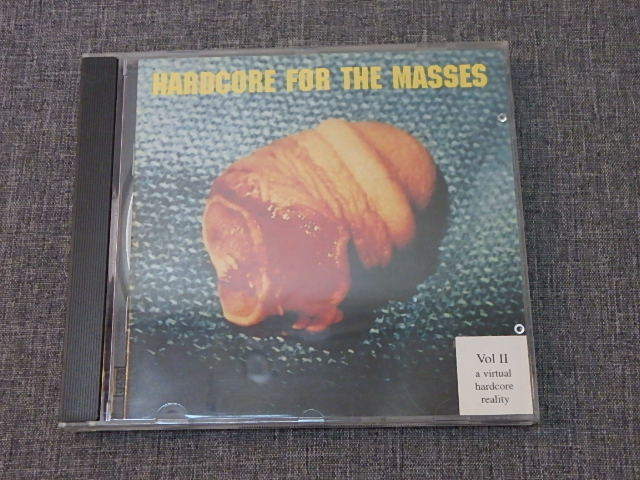 HARDCORE FOR THE MASSES
Vol II
a virtual
hardcore
reality